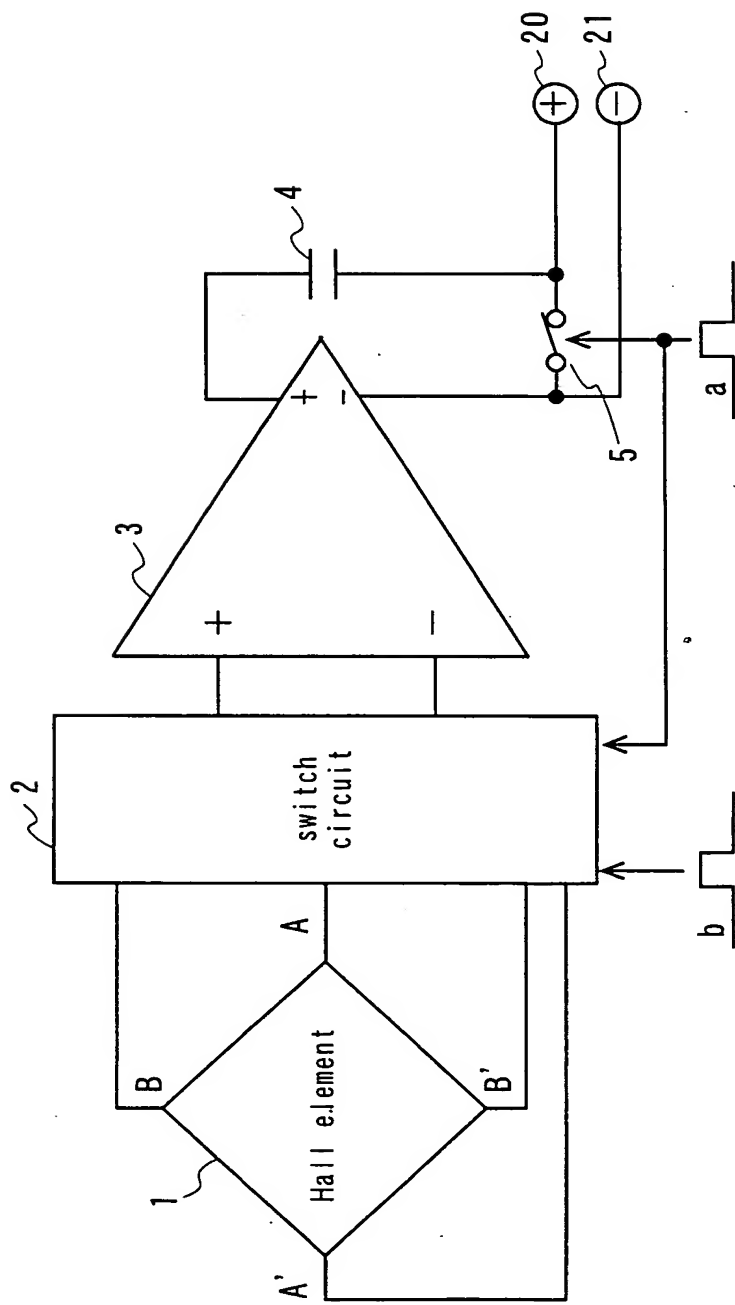 1
A'
B
Hall element
B'
A
2
switch
circuit
b
3
+
−
+
−
4
5
a
+
20
−
21